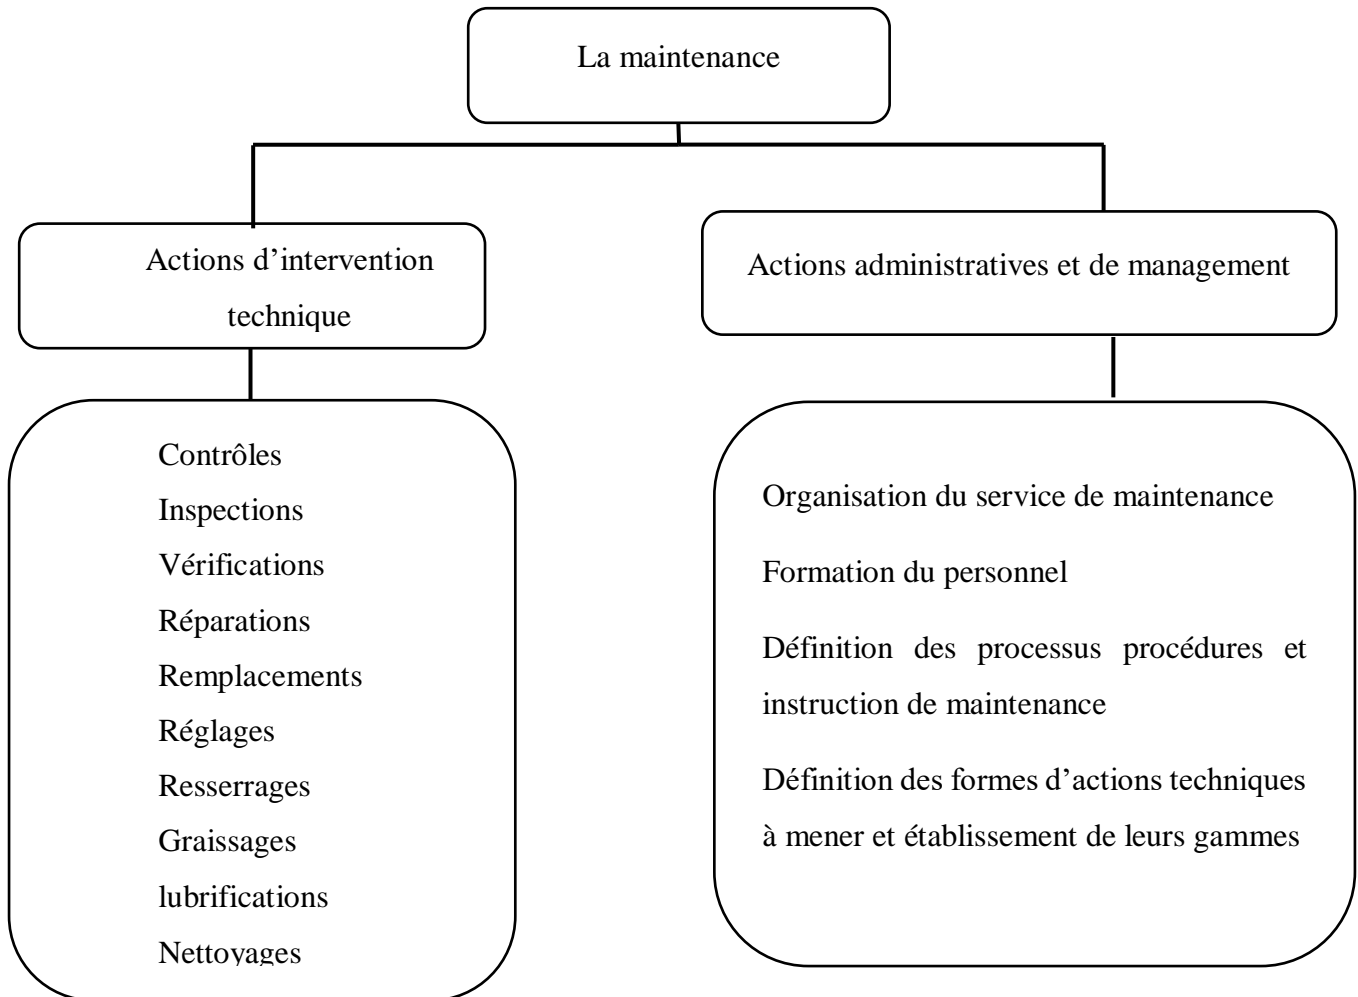 La maintenance
Actions d’intervention
technique
Actions administratives et de management
Contrôles
Inspections
Vérifications
Réparations
Remplacements
Réglages
Resserrages
Graissages
lubrifications
Nettoyages
Organisation du service de maintenance
Formation du personnel
Définition des processus procédures et
instruction de maintenance
Définition des formes d’actions techniques
à mener et établissement de leurs gammes